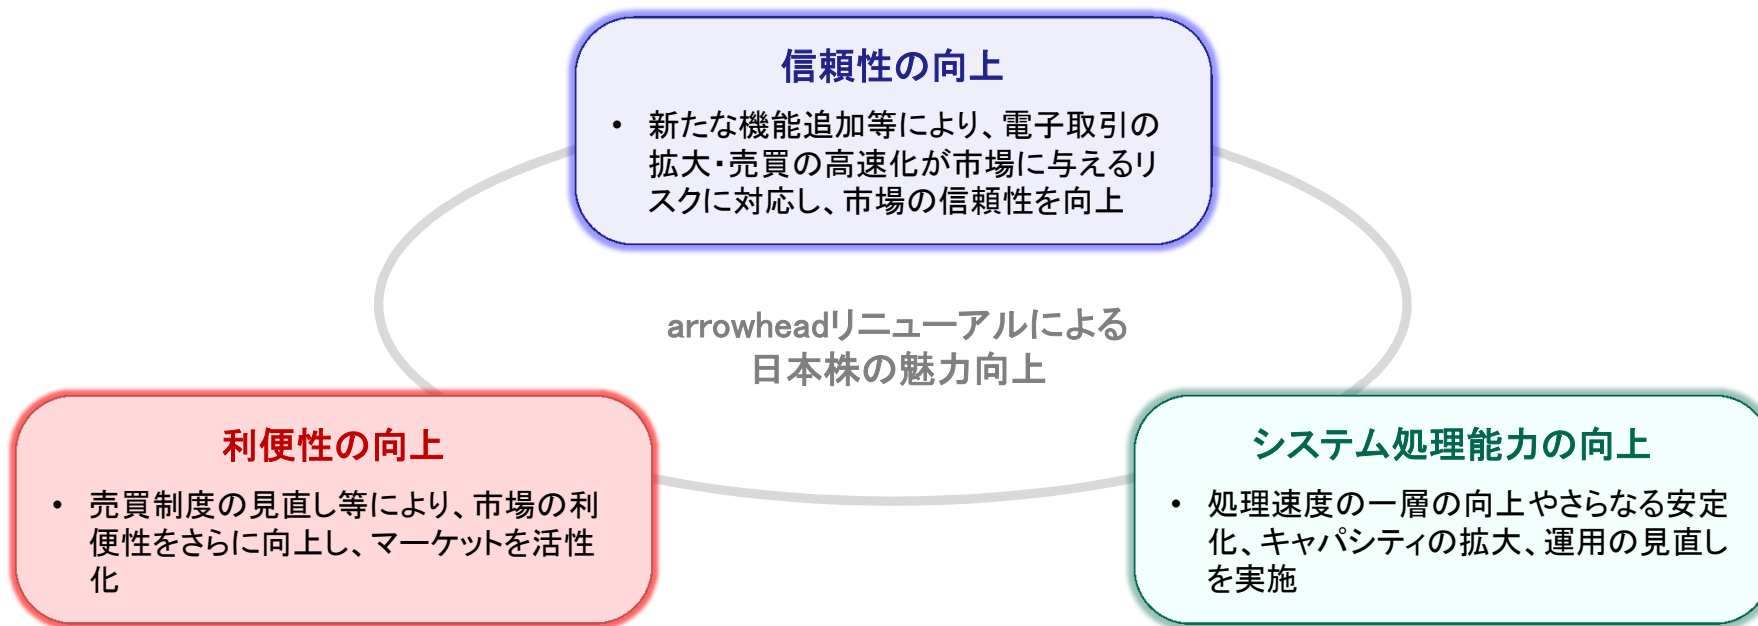 信頼性の向上
• 新たな機能追加等により、電子取引の
拡大・売買の高速化が市場に与えるリ
スクに対応し、市場の信頼性を向上
arrowheadリニューアルによる
日本株の魅力向上
利便性の向上
• 売買制度の見直し等により、市場の利
便性をさらに向上し、マーケットを活性
化
システム処理能力の向上
• 処理速度の一層の向上やさらなる安定
化、キャパシティの拡大、運用の見直し
を実施